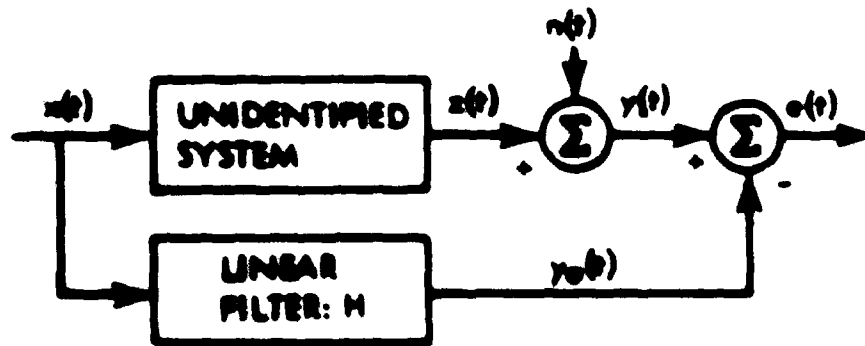 n(t)
x(t)
UNIDENTIFIED
SYSTEM
z(t)
+
Σ
y(t)
+
Σ
e(t)
-
LINEAR
FILTER: H